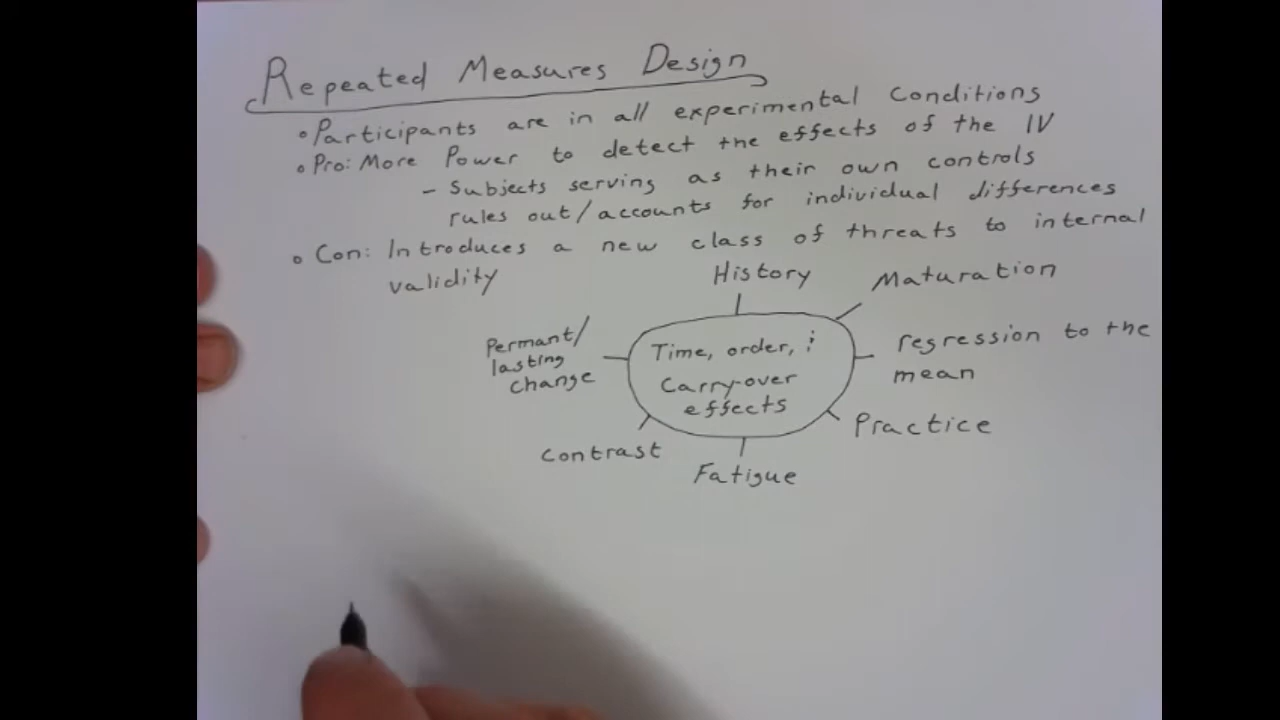 Repeated Measures Design
• Participants are in all experimental conditions
• Pro: More Power to detect the effects of the IV
- Subjects serving as their own controls
rules out/accounts for individual differences
• Con: Introduces a new class of threats to internal
validity
History
Maturation
Permant/
lasting
change
Time, order, &
Carry-over
effects
regression to the
mean
Practice
Contrast
Fatigue